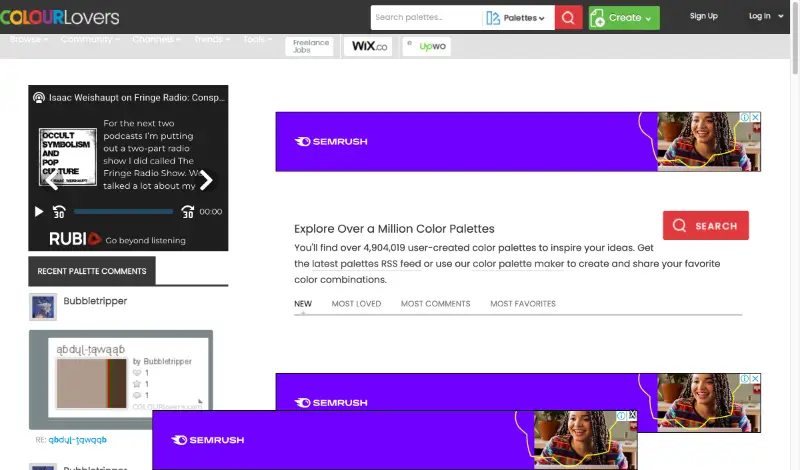 COLOURLovers
Search palettes...
Palettes
Create
Sign Up
Log In
Browse
Community
Channels
Trends
Tools
Freelance
Jobs
WiX.co
Upwo
Isaac Weishaupt on Fringe Radio: Consp...
OCCULT
SYMBOLISM
AND
POP
CULTURE
For the next two
podcasts I'm putting
out a two-part radio
show I did called The
Fringe Radio Show. We
talked a lot about my
30
30
00:00
RUBI
Go beyond listening
SEMRUSH
Explore Over a Million Color Palettes
SEARCH
You'll find over 4,904,019 user-created color palettes to inspire your ideas. Get
the latest palettes RSS feed or use our color palette maker to create and share your favorite
color combinations.
NEW
MOST LOVED
MOST COMMENTS
MOST FAVORITES
RECENT PALETTE COMMENTS
Bubbletripper
by Bubbletripper
1
1
1
COLOURlovers.com
RE:
SEMRUSH
SEMRUSH
X
Bubbletripper